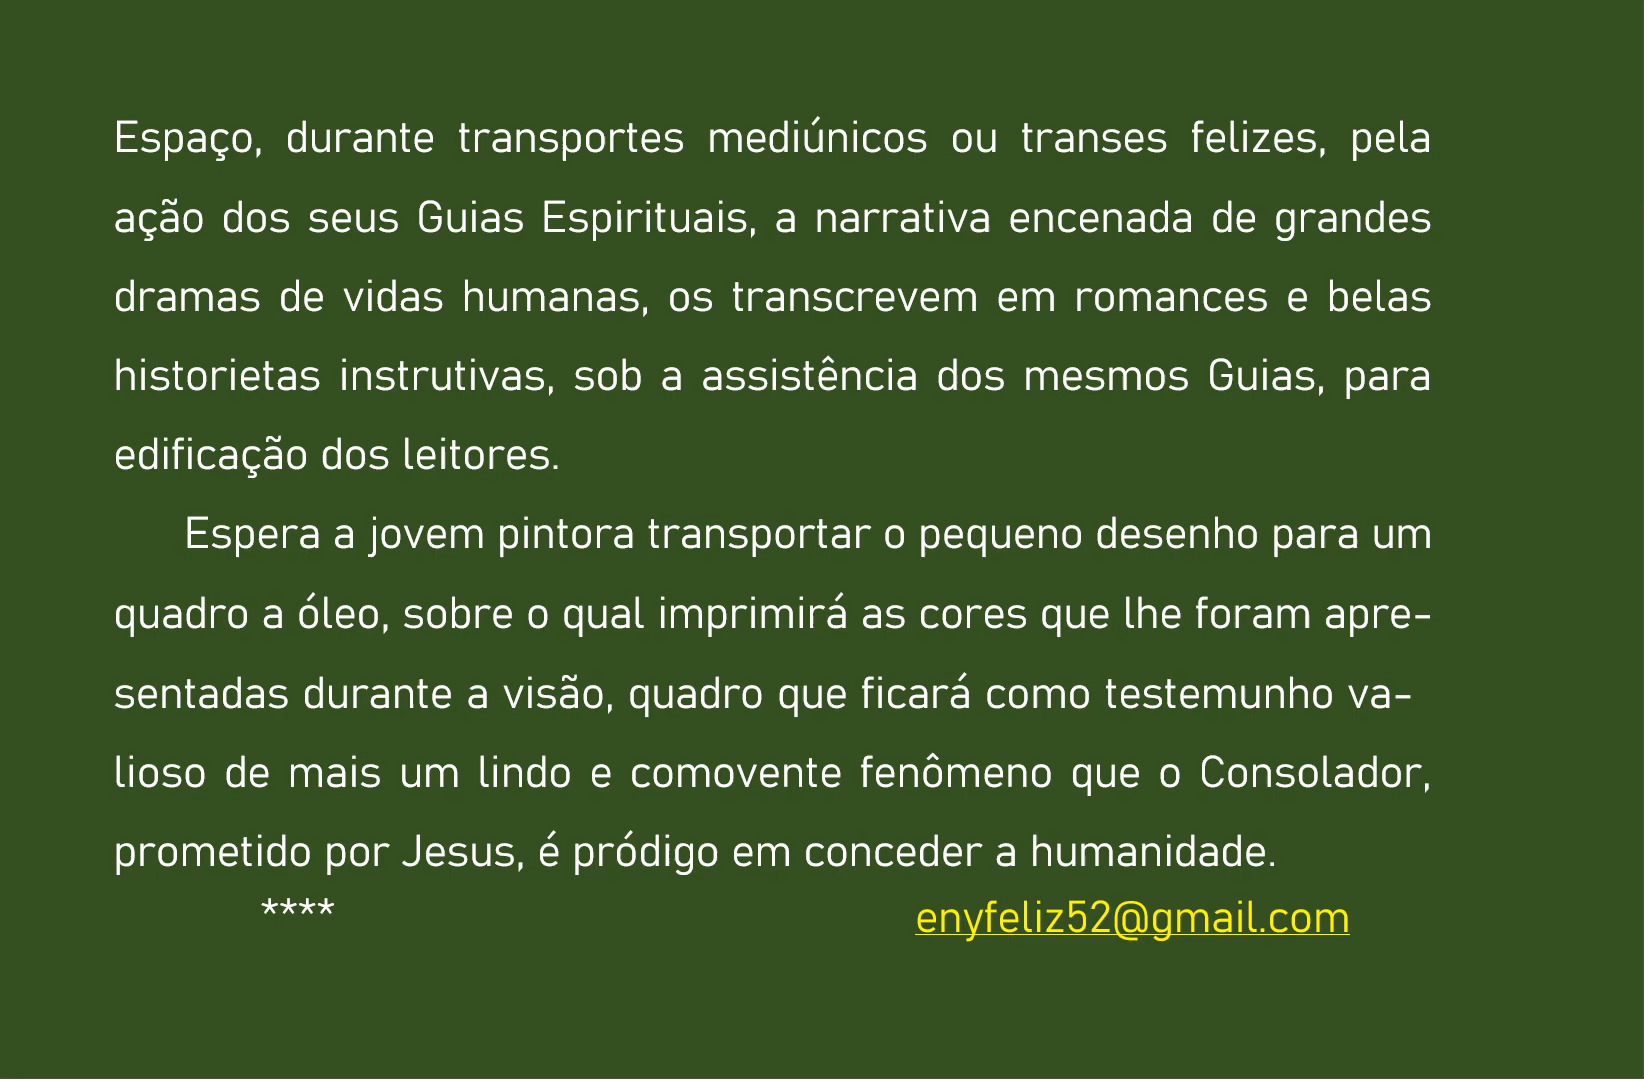 Espaço, durante transportes mediúnicos ou transes felizes, pela
ação dos seus Guias Espirituais, a narrativa encenada de grandes
dramas de vidas humanas, os transcrevem em romances e belas
historietas instrutivas, sob a assistência dos mesmos Guias, para
edificação dos leitores.
Espera a jovem pintora transportar o pequeno desenho para um
quadro a óleo, sobre o qual imprimirá as cores que lhe foram apre-
sentadas durante a visão, quadro que ficará como testemunho va-
lioso de mais um lindo e comovente fenômeno que o Consolador,
prometido por Jesus, é pródigo em conceder a humanidade.
**** enyfeliz52@gmail.com